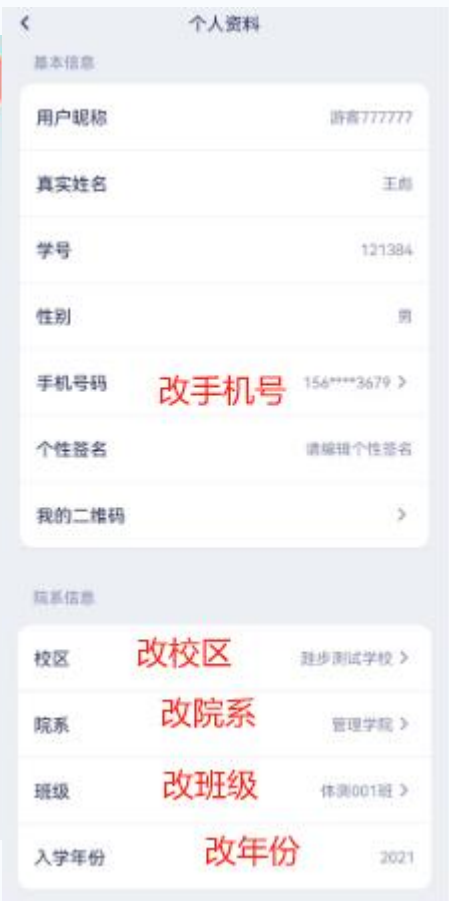 个人资料
基本信息
用户昵称 游客777777
真实姓名 王彪
学号 121384
性别 男
手机号码 改手机号 156****3679
个性签名 请编辑个性签名
我的二维码
院系信息
校区 改校区 跬步测试学校
院系 改院系 管理学院
班级 改班级 体测001班
入学年份 改年份 2021